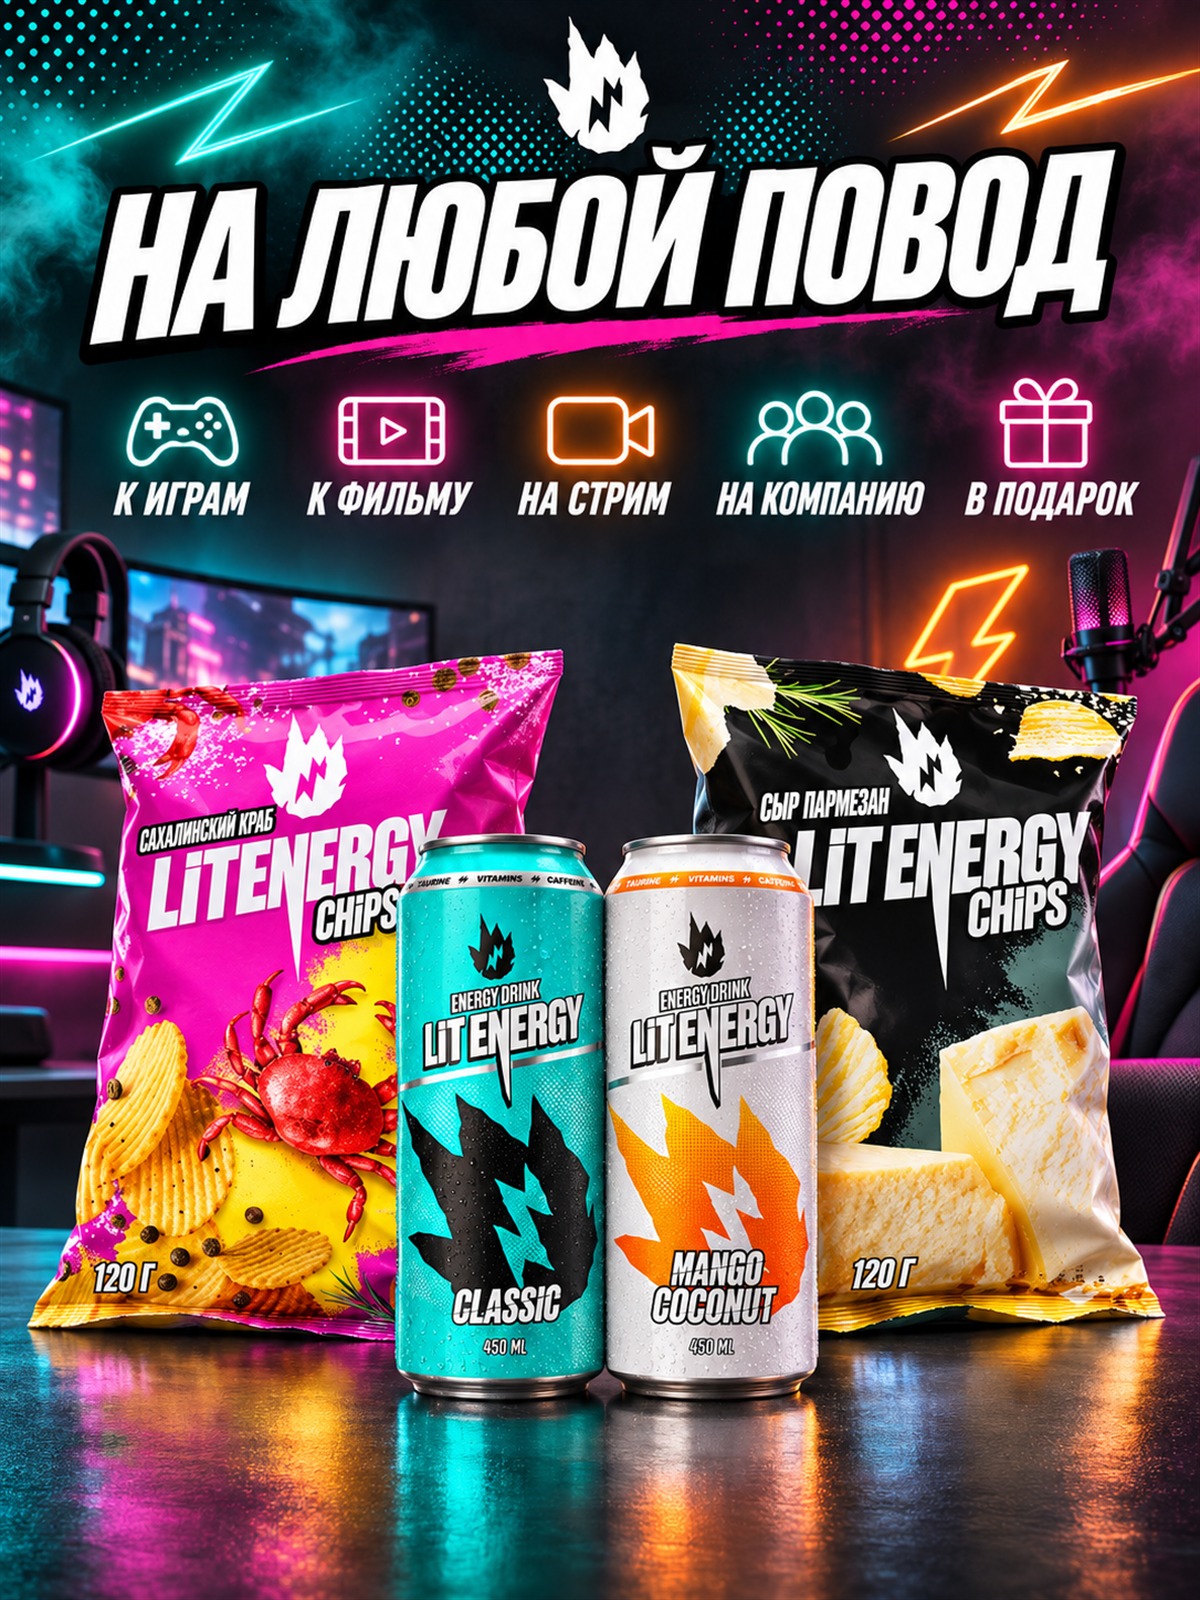 НА ЛЮБОЙ ПОВОД
К ИГРАМ
К ФИЛЬМУ
НА СТРИМ
НА КОМПАНИЮ
В ПОДАРОК
САХАЛИНСКИЙ КРАБ
LiTENERGY
CHiPS
120 Г
TAURINE VITAMINS CAFFEINE
ENERGY DRINK
LiT ENERGY
CLASSiC
450 ML
TAURINE VITAMINS CAFFEINE
ENERGY DRINK
LiT ENERGY
MANGO
COCONUT
450 ML
СЫР ПАРМЕЗАН
LiT ENERGY
CHiPS
120 Г